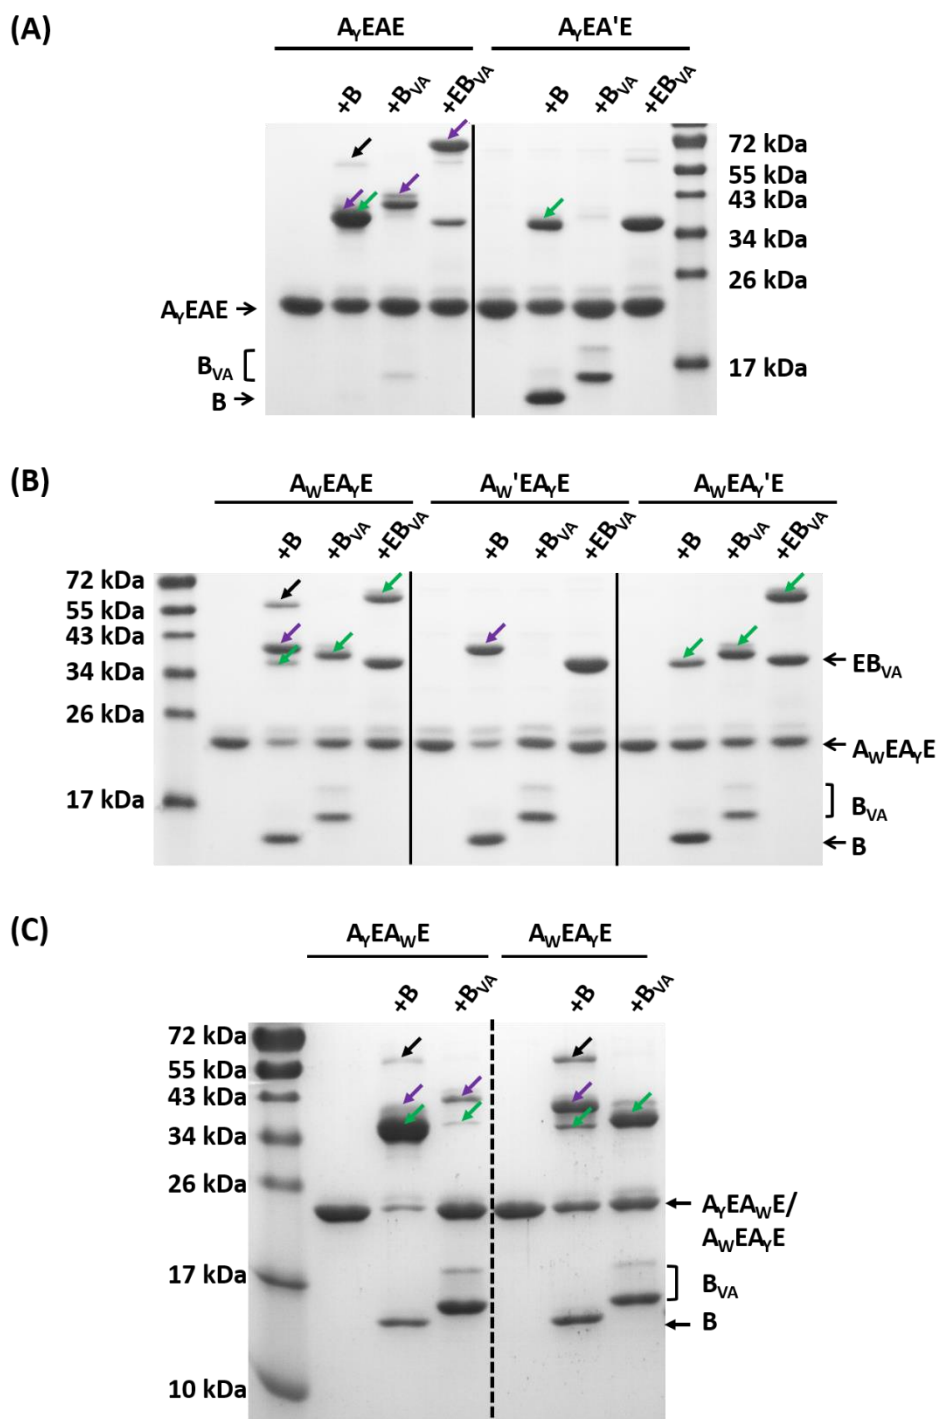 (A)
AYEAE AYEA'E
+B +BVA +EBVA +B +BVA +EBVA
72 kDa
55 kDa
43 kDa
34 kDa
26 kDa
17 kDa
AYEAE →
BVA [
B →
(B)
AWEAYE AW'EAYE AWEAY'E
+B +BVA +EBVA +B +BVA +EBVA +B +BVA +EBVA
72 kDa
55 kDa
43 kDa
34 kDa
26 kDa
17 kDa
← EBVA
← AWEAYE
] BVA
← B
(C)
AYEAWE AWEAYE
+B +BVA +B +BVA
72 kDa
55 kDa
43 kDa
34 kDa
26 kDa
17 kDa
10 kDa
← AYEAWE/
AWEAYE
] BVA
← B